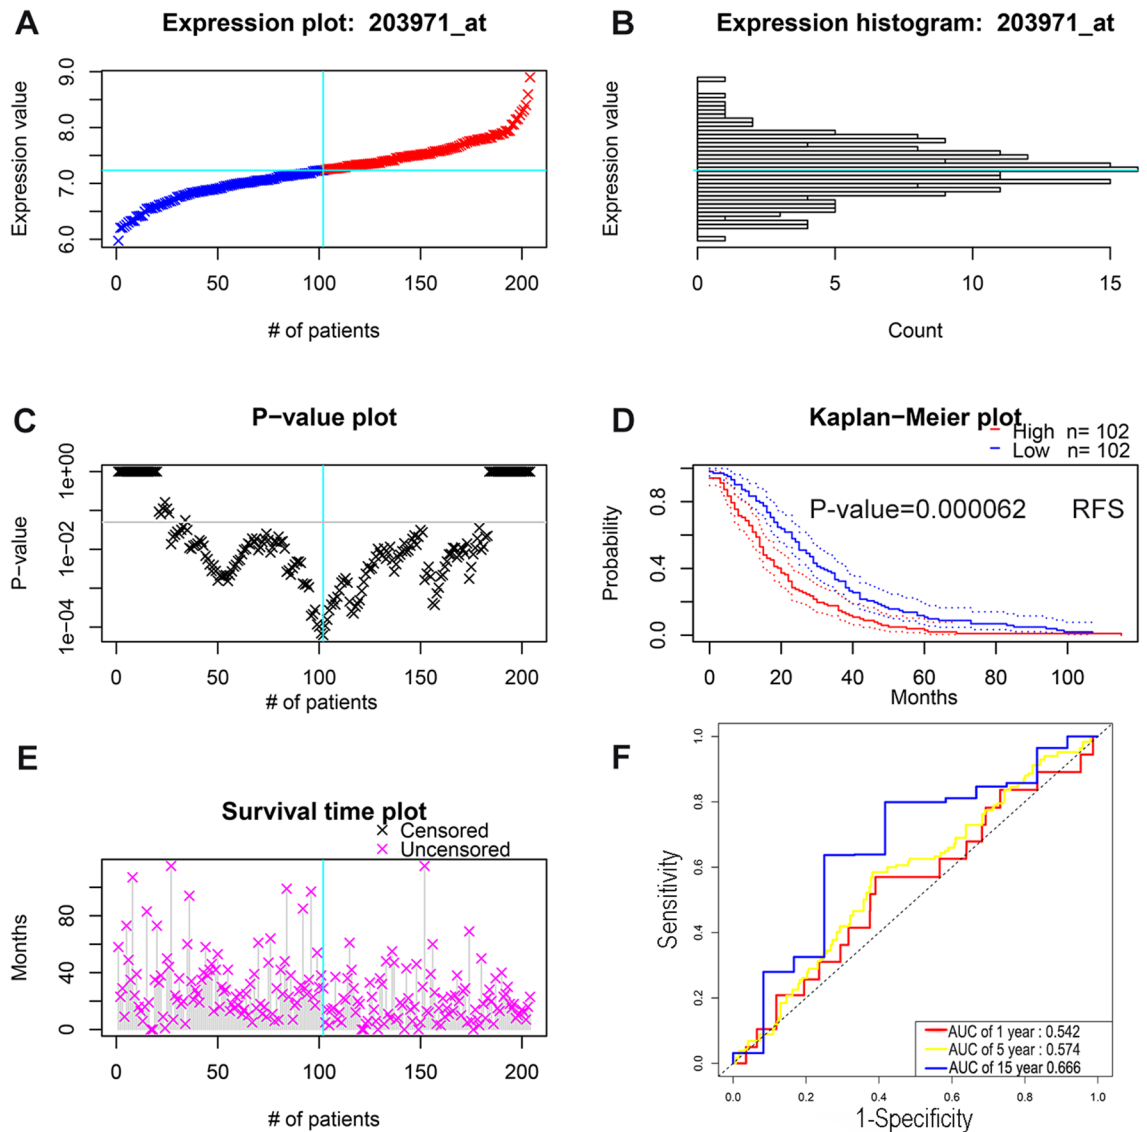 A
Expression plot: 203971_at
Expression value
9.0
8.0
7.0
6.0
0 50 100 150 200
# of patients
B
Expression histogram: 203971_at
Expression value
0 5 10 15
Count
C
P−value plot
P−value
1e+00
1e−02
1e−04
0 50 100 150 200
# of patients
D
Kaplan−Meier plot
High n= 102
Low n= 102
P-value=0.000062 RFS
Probability
0.8
0.4
0.0
0 20 40 60 80 100
Months
E
Survival time plot
Censored
Uncensored
Months
80
40
0
0 50 100 150 200
# of patients
F
Sensitivity
1.0
0.8
0.6
0.4
0.2
0.0
AUC of 1 year : 0.542
AUC of 5 year : 0.574
AUC of 15 year 0.666
0.0 0.2 0.4 0.6 0.8 1.0
1-Specificity